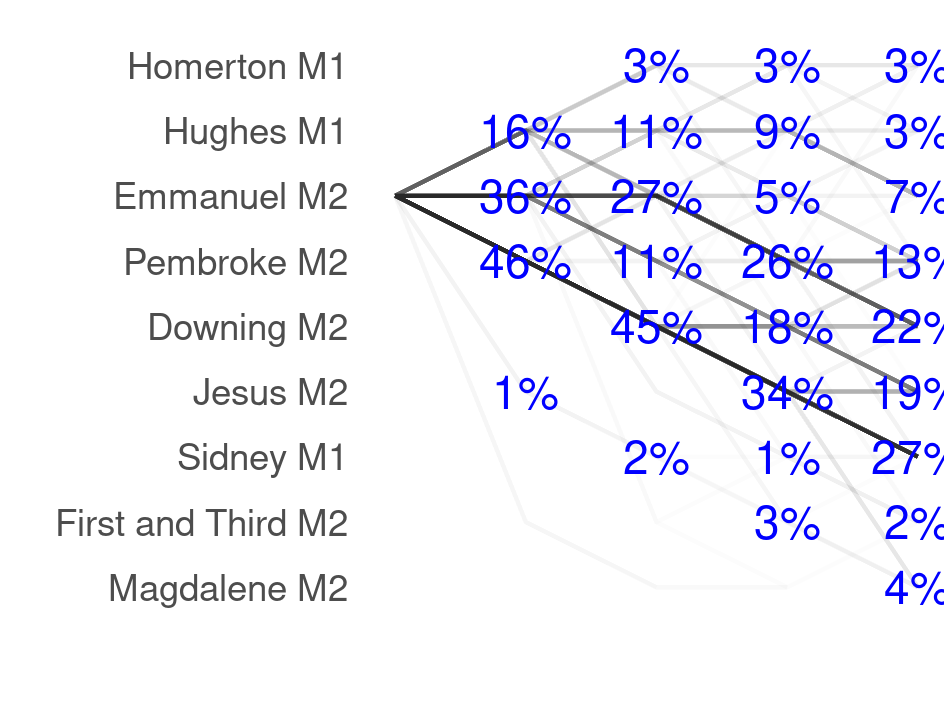 Homerton M1 3% 3% 3%
Hughes M1 16% 11% 9% 3%
Emmanuel M2 36% 27% 5% 7%
Pembroke M2 46% 11% 26% 13%
Downing M2 45% 18% 22%
Jesus M2 1% 34% 19%
Sidney M1 2% 1% 27%
First and Third M2 3% 2%
Magdalene M2 4%